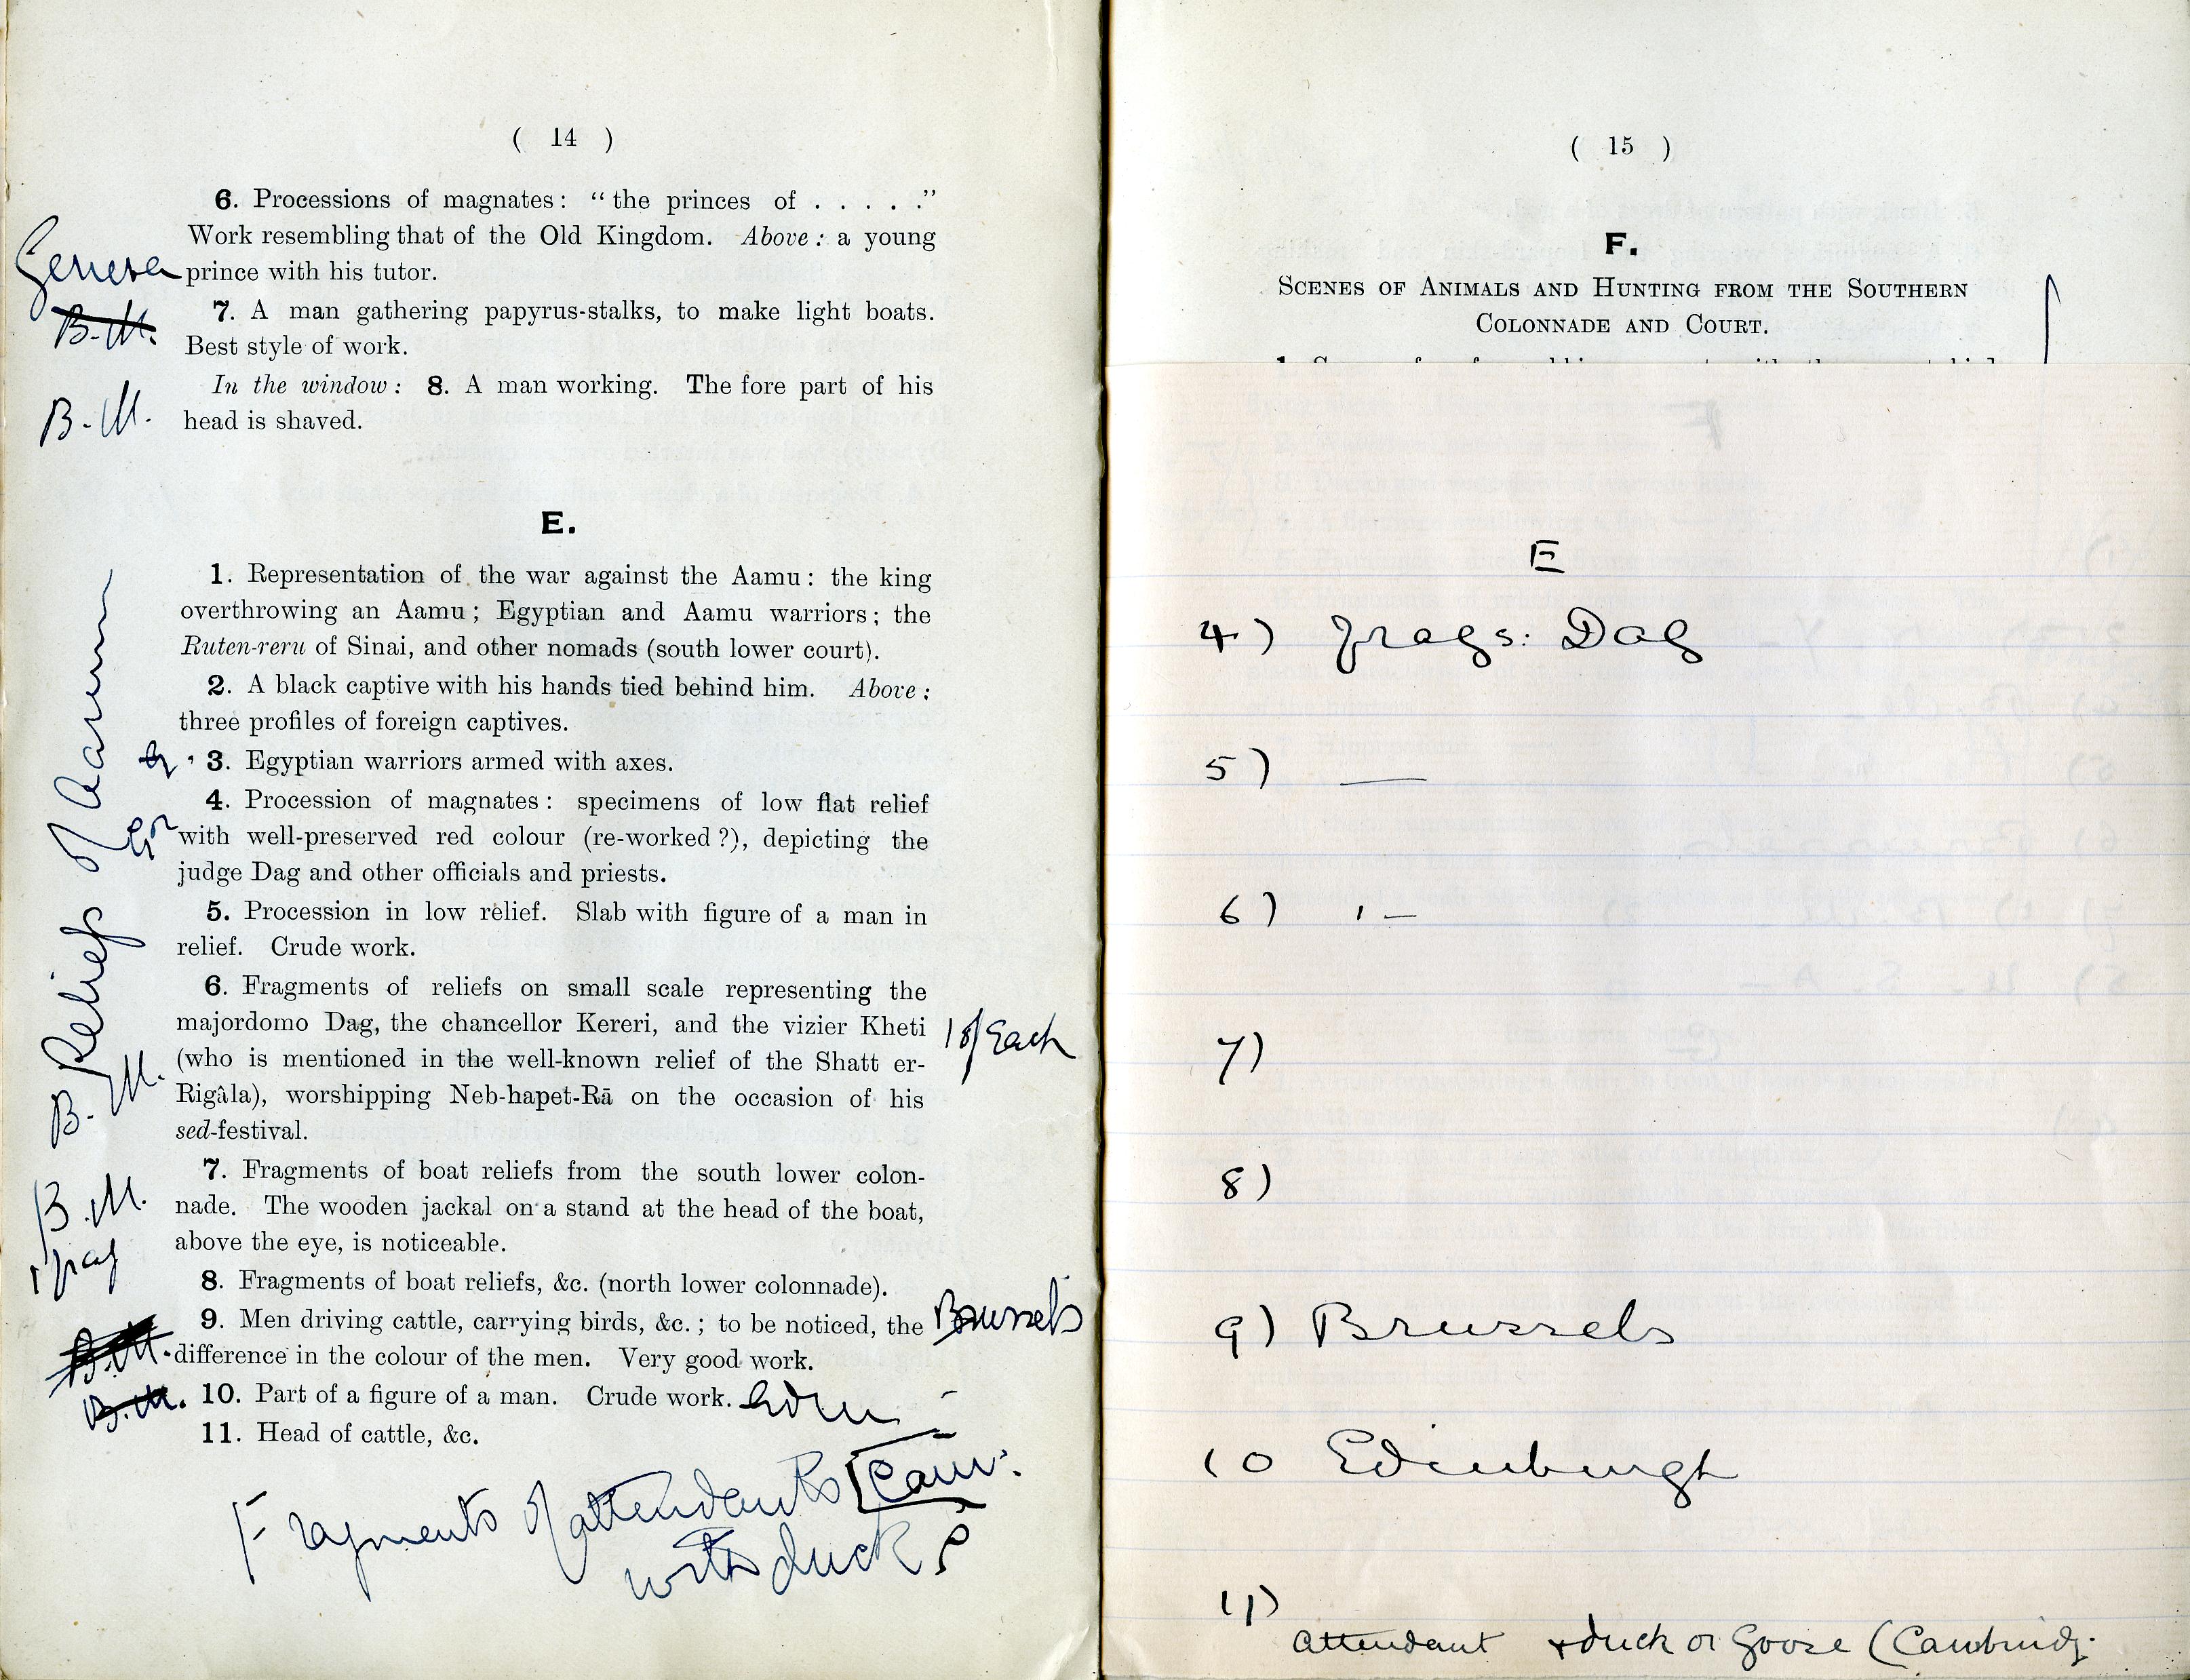 ( 14 )
6. Processions of magnates: “the princes of . . . . .”
Work resembling that of the Old Kingdom. Above: a young
Geneva prince with his tutor.
7. A man gathering papyrus-stalks, to make light boats.
B.M.
Best style of work.
In the window: 8. A man working. The fore part of his
B.M. head is shaved.
E.
1. Representation of the war against the Aamu: the king
overthrowing an Aamu; Egyptian and Aamu warriors; the
Ruten-reru of Sinai, and other nomads (south lower court).
2. A black captive with his hands tied behind him. Above:
three profiles of foreign captives.
3. Egyptian warriors armed with axes.
4. Procession of magnates: specimens of low flat relief
with well-preserved red colour (re-worked ?), depicting the
judge Dag and other officials and priests.
5. Procession in low relief. Slab with figure of a man in
relief. Crude work.
Relief of Aamu
6. Fragments of reliefs on small scale representing the
majordomo Dag, the chancellor Kereri, and the vizier Kheti 1 of Each
(who is mentioned in the well-known relief of the Shatt er-
B.M. Rigâla), worshipping Neb-hapet-Rā on the occasion of his
sed-festival.
7. Fragments of boat reliefs from the south lower colon-
B.M. nade. The wooden jackal on a stand at the head of the boat,
1 frag above the eye, is noticeable.
8. Fragments of boat reliefs, &c. (north lower colonnade).
9. Men driving cattle, carrying birds, &c.; to be noticed, the Brussels
B.M. difference in the colour of the men. Very good work.
B.M. 10. Part of a figure of a man. Crude work. Edin
11. Head of cattle, &c.
Fragments of attendants Cam:
with duck
( 15 )
F.
Scenes of Animals and Hunting from the Southern
Colonnade and Court.
E
4) frags: Dag
5) —
6) —
7)
8)
9) Brussels
10 Edinburgh
11)
attendant + duck or goose (Cambridg.